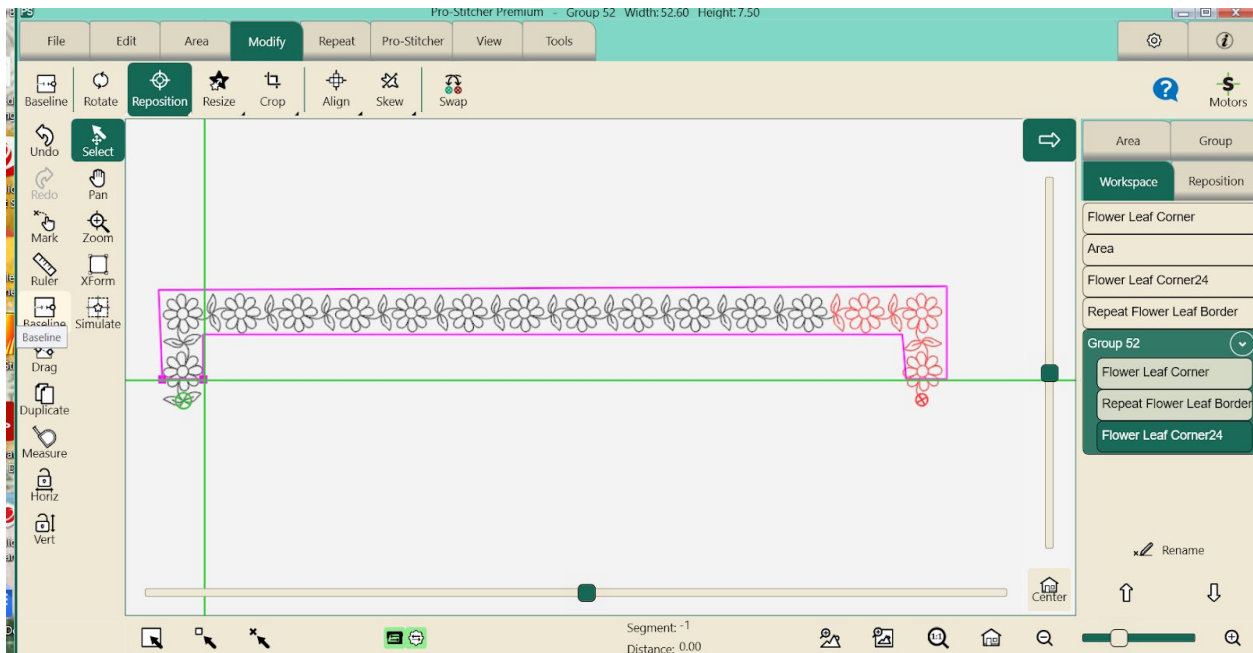 PS Pro-Stitcher Premium - Group 52 Width: 52.60 Height: 7.50
File Edit Area Modify Repeat Pro-Stitcher View Tools
Baseline Rotate Reposition Resize Crop Align Skew Swap
S
Motors
Undo Select
Redo Pan
Mark Zoom
Ruler XForm
Baseline Simulate
Baseline
Drag
Duplicate
Measure
Horiz
Vert
Area Group
Workspace Reposition
Flower Leaf Corner
Area
Flower Leaf Corner24
Repeat Flower Leaf Border
Group 52
Flower Leaf Corner
Repeat Flower Leaf Border
Flower Leaf Corner24
Rename
Center
Segment: -1
Distance: 0.00
1:1